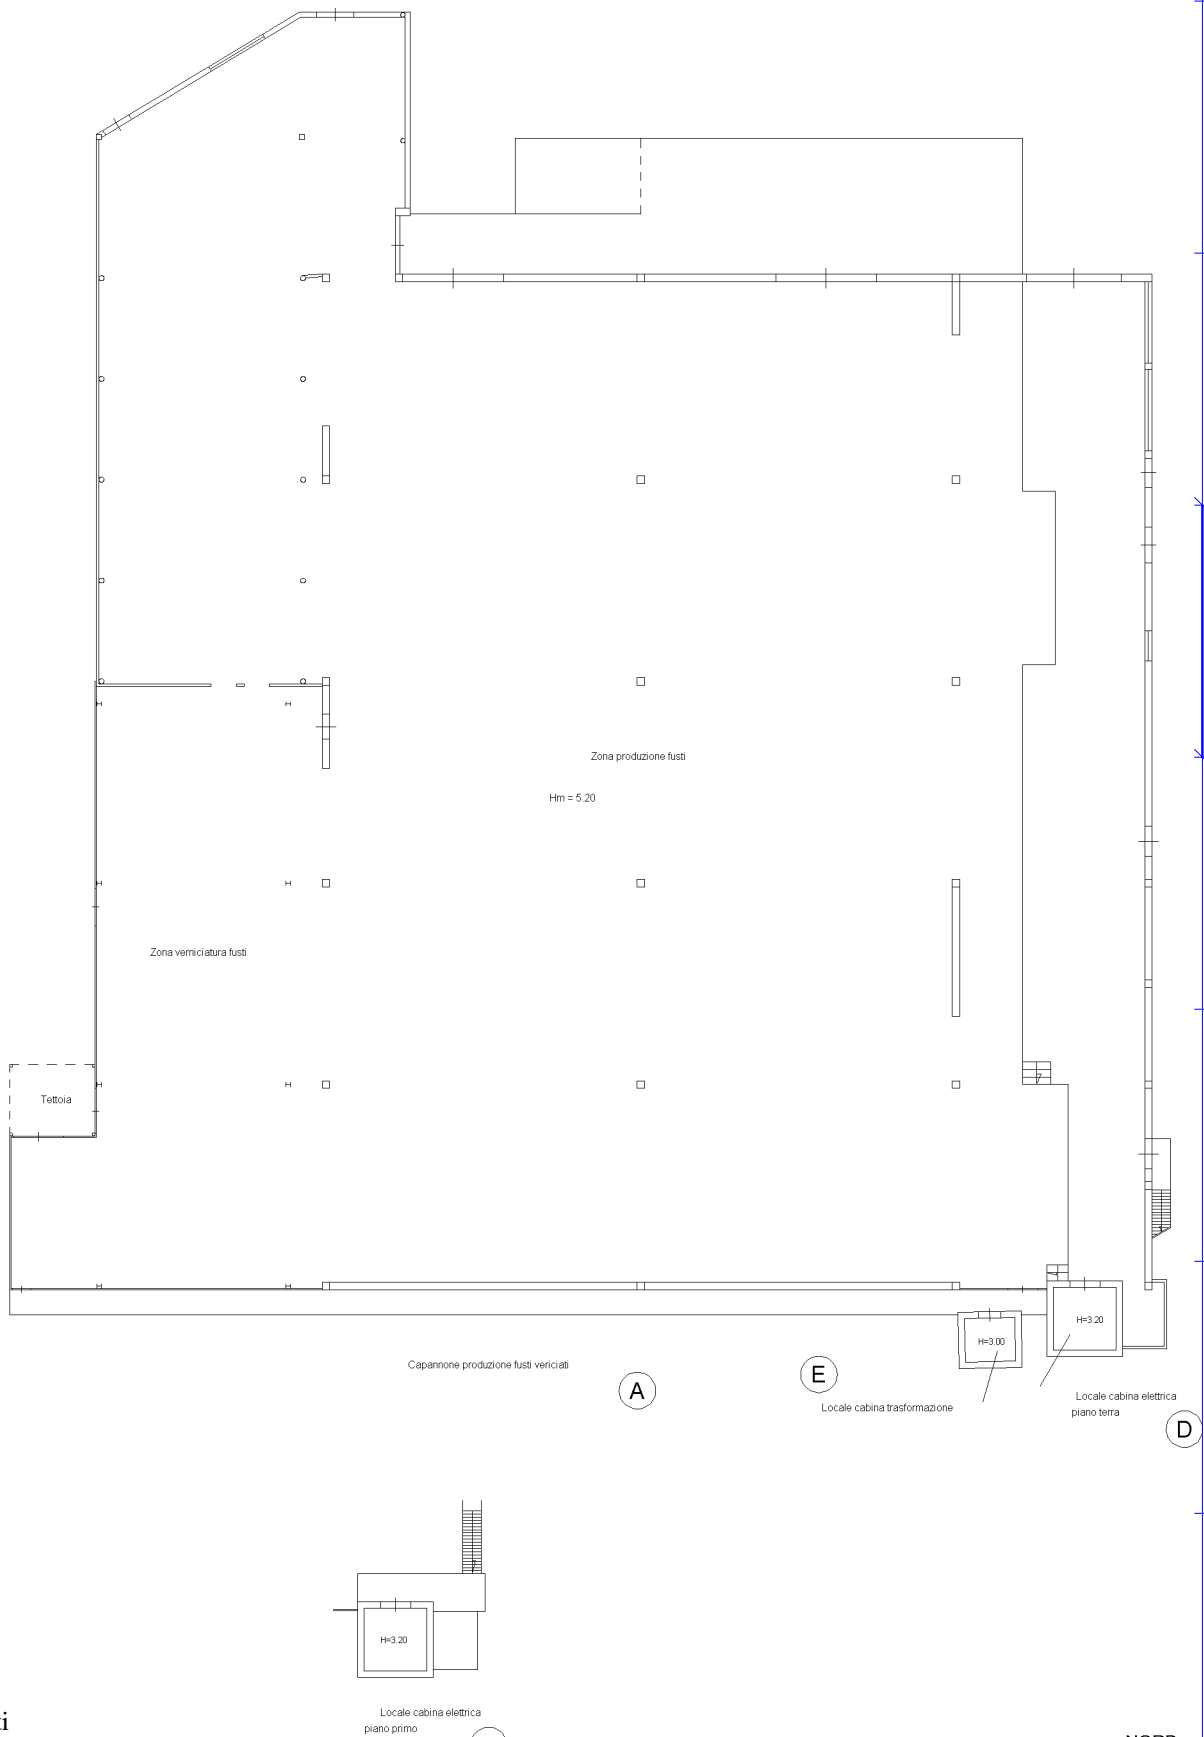 Zona produzione fusti
Hm = 5.20
Zona verniciatura fusti
Tettoia
H=3.20
H=3.00
Capannone produzione fusti vericiati
A
E
Locale cabina trasformazione
Locale cabina elettrica
piano terra
D
H=3.20
Locale cabina elettrica
piano primo